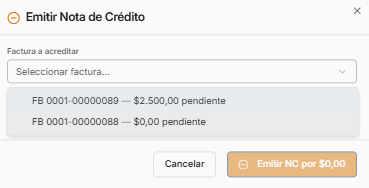 Emitir Nota de Crédito
Factura a acreditar
Seleccionar factura...
FB 0001-00000089 — $2.500,00 pendiente
FB 0001-00000088 — $0,00 pendiente
Cancelar
Emitir NC por $0,00